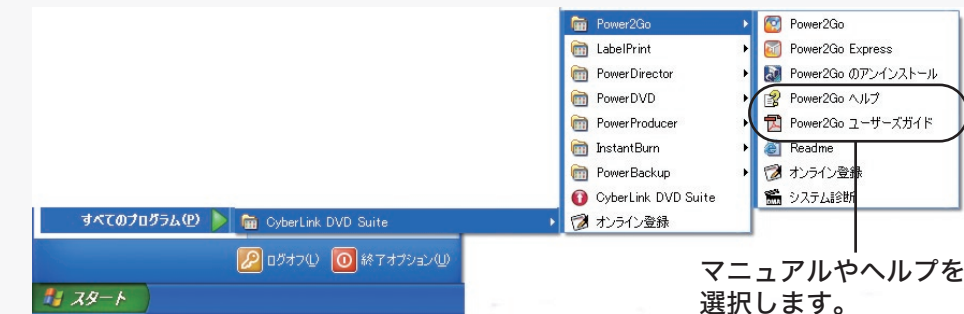 Power2Go
LabelPrint
PowerDirector
PowerDVD
PowerProducer
InstantBurn
PowerBackup
CyberLink DVD Suite
オンライン登録
Power2Go
Power2Go Express
Power2Go のアンインストール
Power2Go ヘルプ
Power2Go ユーザーズガイド
Readme
オンライン登録
システム診断
すべてのプログラム(P)
CyberLink DVD Suite
ログオフ(L)
終了オプション(U)
スタート
マニュアルやヘルプを
選択します。